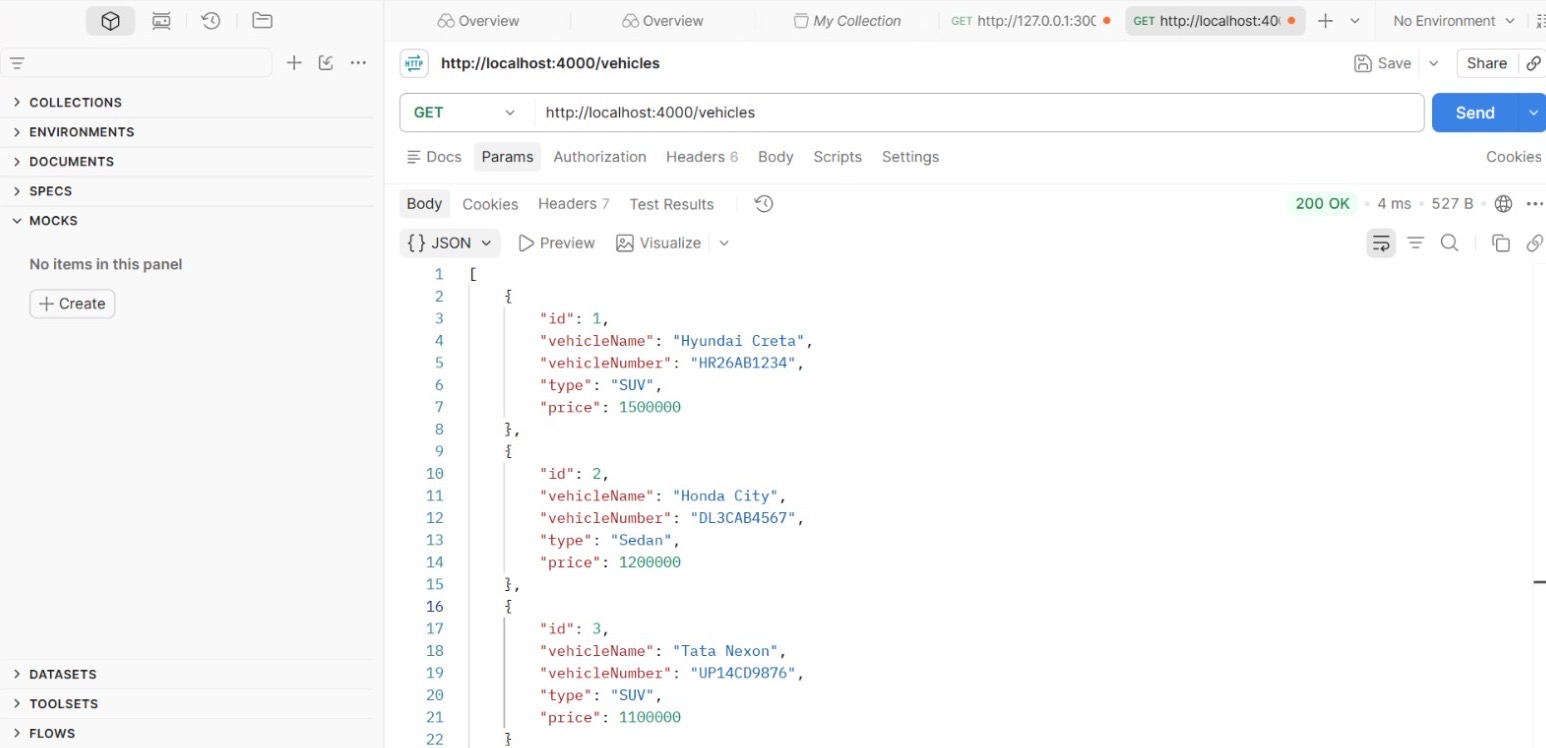 Overview
Overview
My Collection
GET http://127.0.0.1:300
GET http://localhost:40
No Environment
HTTP http://localhost:4000/vehicles
Save
Share
GET http://localhost:4000/vehicles
Send
Docs Params Authorization Headers 6 Body Scripts Settings
Cookies
Body Cookies Headers 7 Test Results
200 OK • 4 ms • 527 B
{} JSON Preview Visualize
COLLECTIONS
ENVIRONMENTS
DOCUMENTS
SPECS
MOCKS
No items in this panel
+ Create
DATASETS
TOOLSETS
FLOWS
1 [
2 {
3 "id": 1,
4 "vehicleName": "Hyundai Creta",
5 "vehicleNumber": "HR26AB1234",
6 "type": "SUV",
7 "price": 1500000
8 },
9 {
10 "id": 2,
11 "vehicleName": "Honda City",
12 "vehicleNumber": "DL3CAB4567",
13 "type": "Sedan",
14 "price": 1200000
15 },
16 {
17 "id": 3,
18 "vehicleName": "Tata Nexon",
19 "vehicleNumber": "UP14CD9876",
20 "type": "SUV",
21 "price": 1100000
22 }